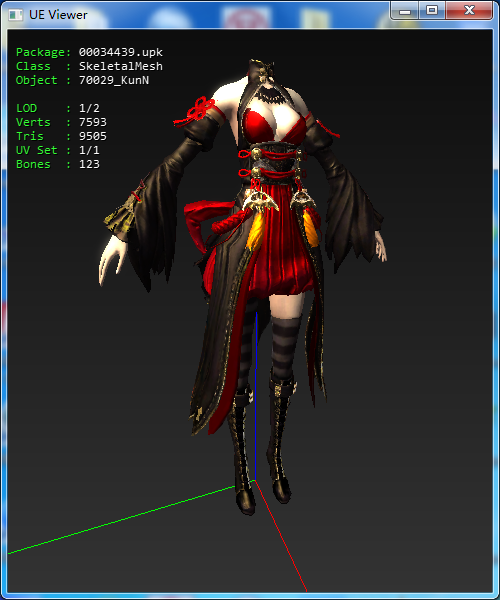 UE Viewer
Package: 00034439.upk
Class : SkeletalMesh
Object : 70029_KunN
LOD : 1/2
Verts : 7593
Tris : 9505
UV Set : 1/1
Bones : 123